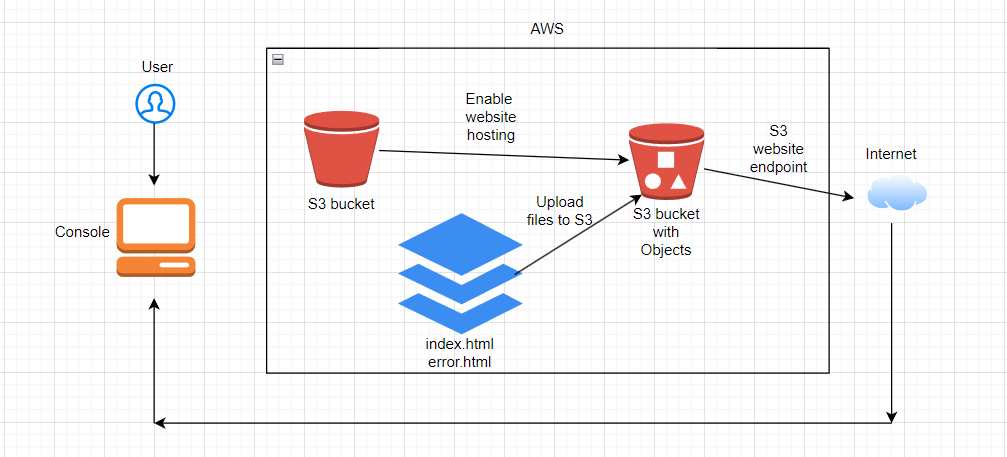 AWS
User
Enable
website
hosting
S3
website
endpoint
Internet
S3 bucket
Upload
files to S3
S3 bucket
with
Objects
Console
index.html
error.html